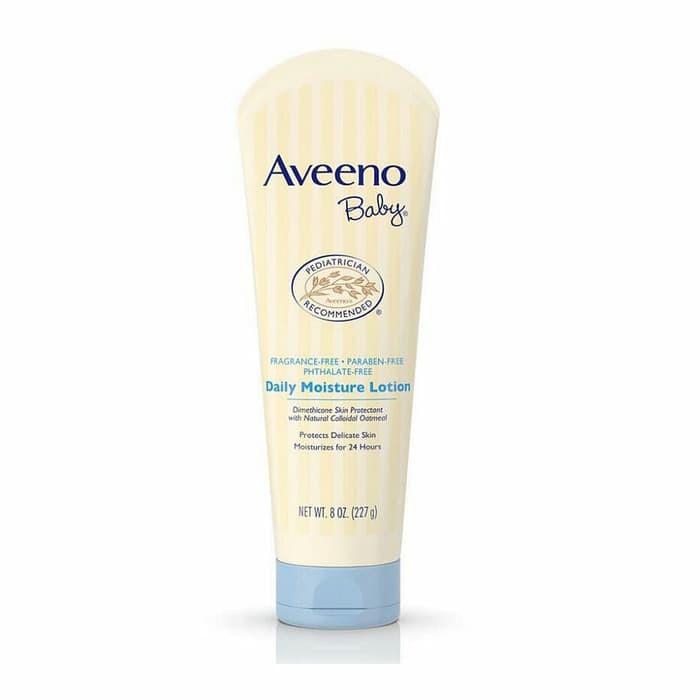 Aveeno
Baby®
PEDIATRICIAN
Aveeno®
RECOMMENDED®
FRAGRANCE-FREE • PARABEN-FREE
PHTHALATE-FREE
Daily Moisture Lotion
Dimethicone Skin Protectant
with Natural Colloidal Oatmeal
Protects Delicate Skin
Moisturizes for 24 Hours
NET WT. 8 OZ. (227 g)